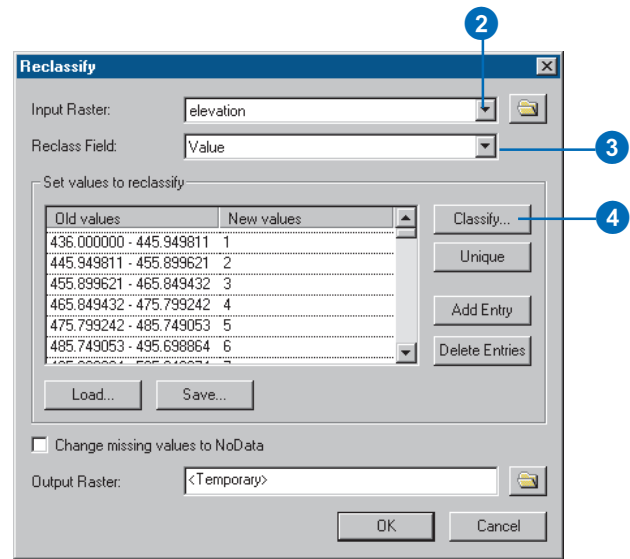 2
Reclassify
Input Raster: elevation
3
Reclass Field: Value
Set values to reclassify
4
Old values New values Classify...
436.000000 - 445.949811 1
445.949811 - 455.899621 2 Unique
455.899621 - 465.849432 3
465.849432 - 475.799242 4 Add Entry
475.799242 - 485.749053 5
485.749053 - 495.698864 6 Delete Entries
Load... Save...
Change missing values to NoData
Output Raster: <Temporary>
OK Cancel